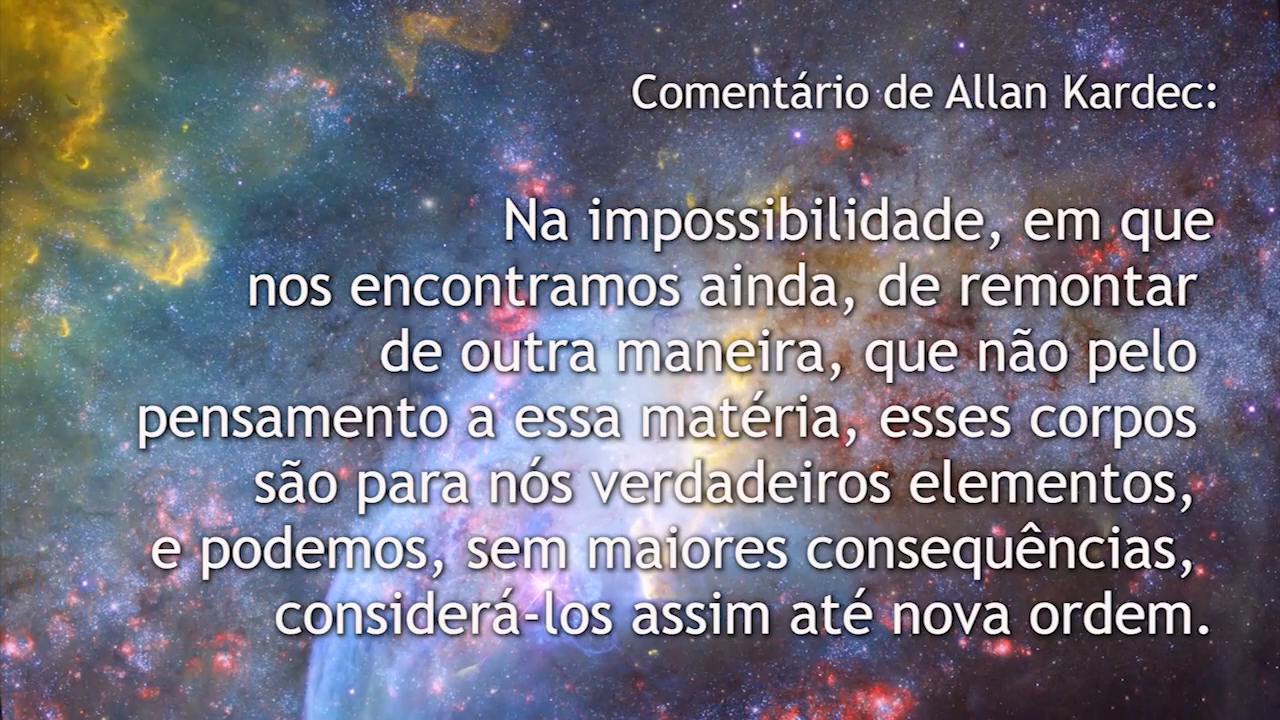 Comentário de Allan Kardec:
Na impossibilidade, em que
nos encontramos ainda, de remontar
de outra maneira, que não pelo
pensamento a essa matéria, esses corpos
são para nós verdadeiros elementos,
e podemos, sem maiores consequências,
considerá-los assim até nova ordem.